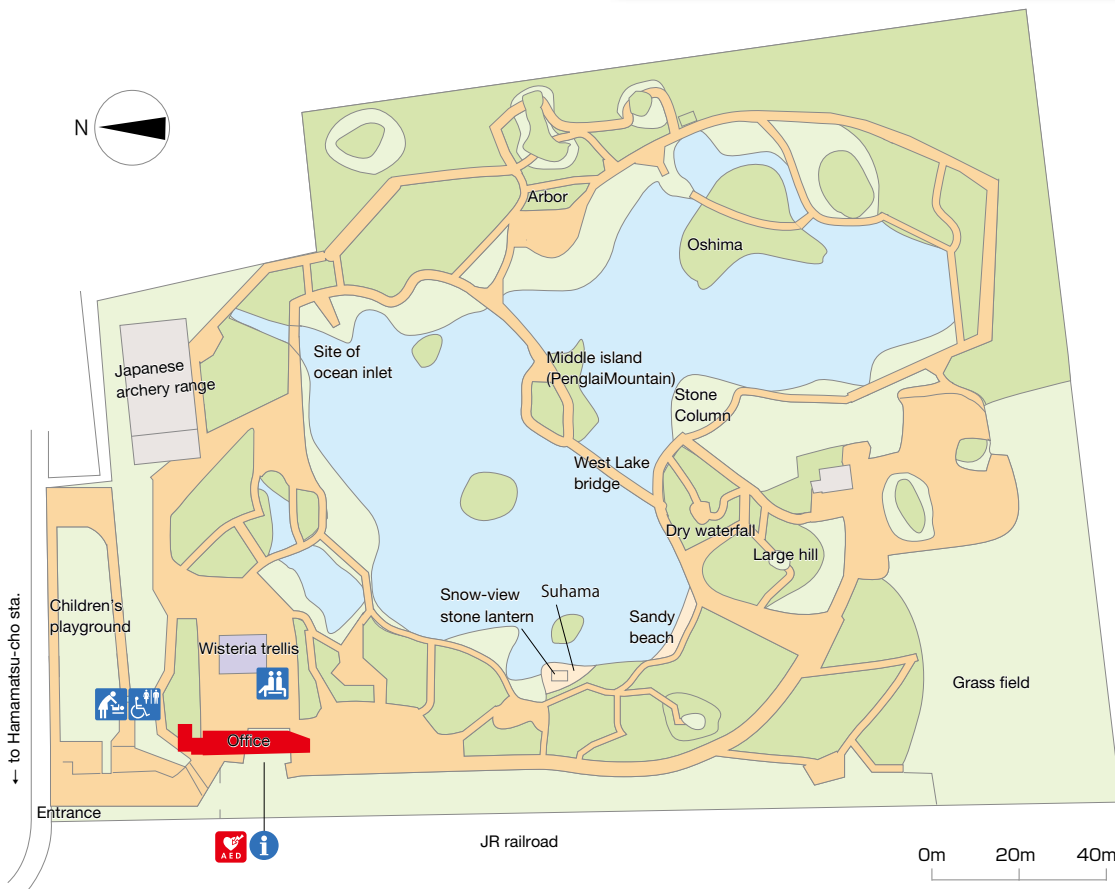 N
Arbor
Oshima
Site of
ocean inlet
Middle island
(PenglaiMountain)
Japanese
archery range
Stone
Column
West Lake
bridge
Dry waterfall
Large hill
Snow-view
stone lantern
Suhama
Sandy
beach
Children's
playground
Wisteria trellis
Grass field
Office
← to Hamamatsu-cho sta.
Entrance
AED
i
JR railroad
0m 20m 40m